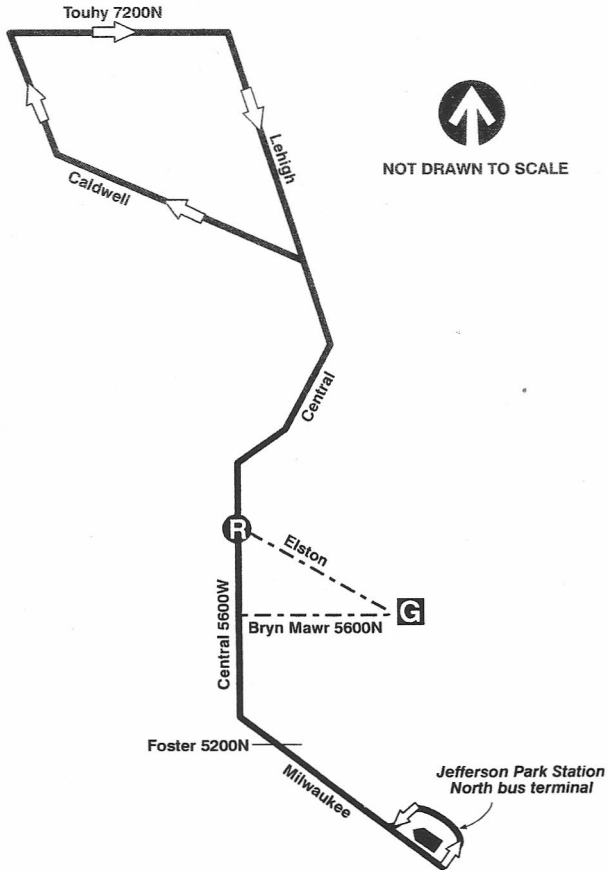 Touhy 7200N
Lehigh
NOT DRAWN TO SCALE
Caldwell
Central
R
Elston
G
Bryn Mawr 5600N
Central 5600W
Foster 5200N
Milwaukee
Jefferson Park Station
North bus terminal